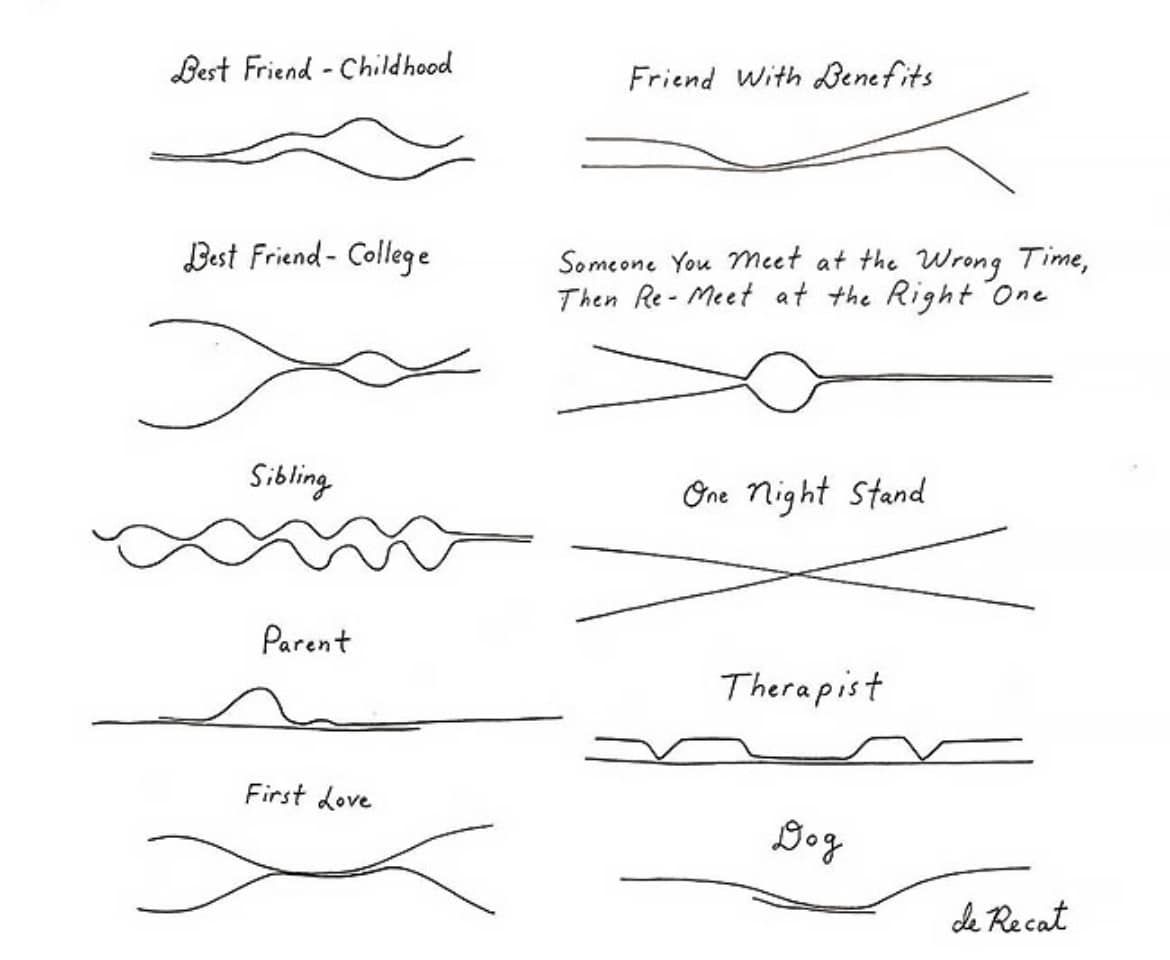 Best Friend - Childhood
Friend With Benefits
Best Friend - College
Someone You Meet at the Wrong Time,
Then Re-Meet at the Right One
Sibling
One Night Stand
Parent
Therapist
First Love
Dog
de Recat